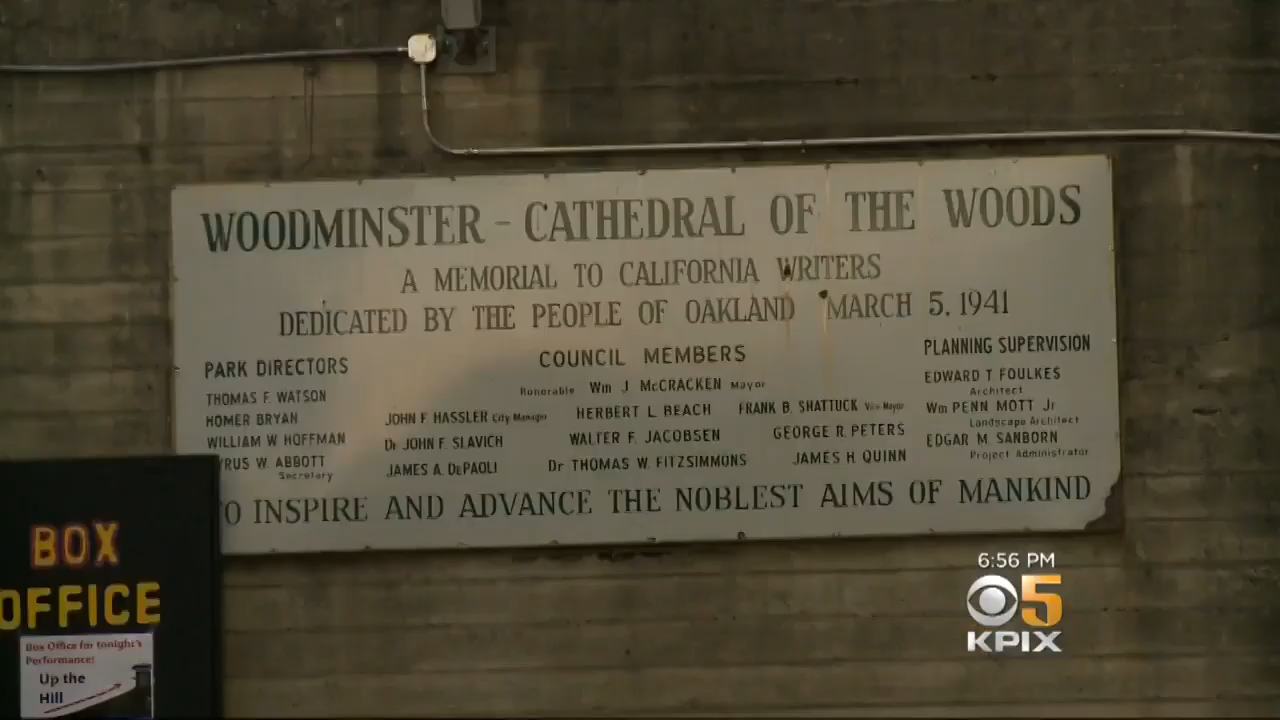 WOODMINSTER - CATHEDRAL OF THE WOODS
A MEMORIAL TO CALIFORNIA WRITERS
DEDICATED BY THE PEOPLE OF OAKLAND MARCH 5, 1941
PARK DIRECTORS
THOMAS F. WATSON
HOMER BRYAN
WILLIAM W HOFFMAN
YRUS W. ABBOTT
Secretary
COUNCIL MEMBERS
Honorable Wm J McCRACKEN Mayor
JOHN F. HASSLER City Manager HERBERT L. BEACH FRANK B. SHATTUCK Vice Mayor
Dr JOHN F. SLAVICH WALTER F. JACOBSEN GEORGE R. PETERS
JAMES A. DePAOLI Dr THOMAS W. FITZSIMMONS JAMES H. QUINN
PLANNING SUPERVISION
EDWARD T. FOULKES
Architect
Wm PENN MOTT Jr
Landscape Architect
EDGAR M. SANBORN
Project Administrator
TO INSPIRE AND ADVANCE THE NOBLEST AIMS OF MANKIND
BOX
OFFICE
Box Office for tonight's
Performance!
Up the
Hill
6:56 PM
5
KPIX